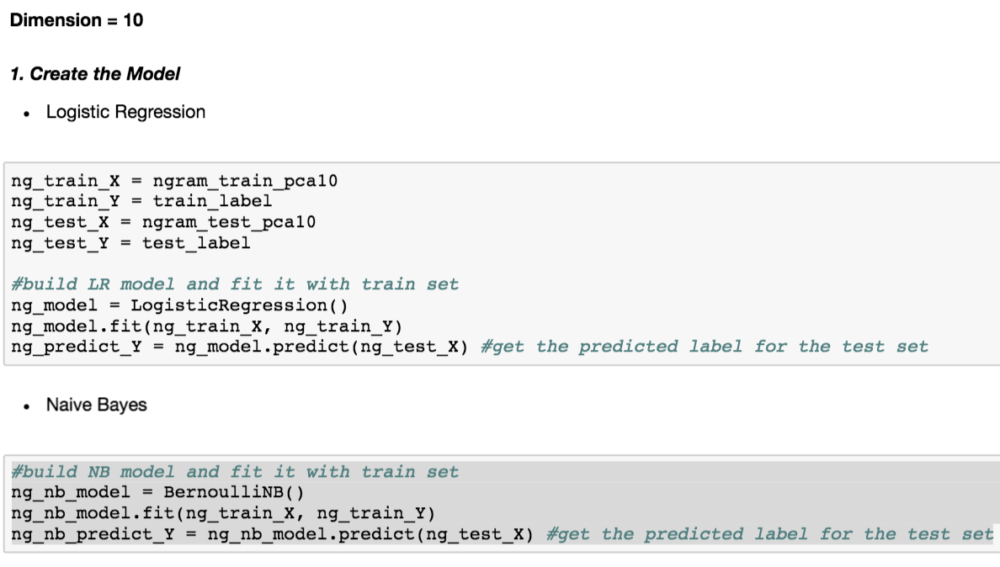 Dimension = 10
1. Create the Model
• Logistic Regression
ng_train_X = ngram_train_pca10
ng_train_Y = train_label
ng_test_X = ngram_test_pca10
ng_test_Y = test_label
#build LR model and fit it with train set
ng_model = LogisticRegression()
ng_model.fit(ng_train_X, ng_train_Y)
ng_predict_Y = ng_model.predict(ng_test_X) #get the predicted label for the test set
• Naive Bayes
#build NB model and fit it with train set
ng_nb_model = BernoulliNB()
ng_nb_model.fit(ng_train_X, ng_train_Y)
ng_nb_predict_Y = ng_nb_model.predict(ng_test_X) #get the predicted label for the test set